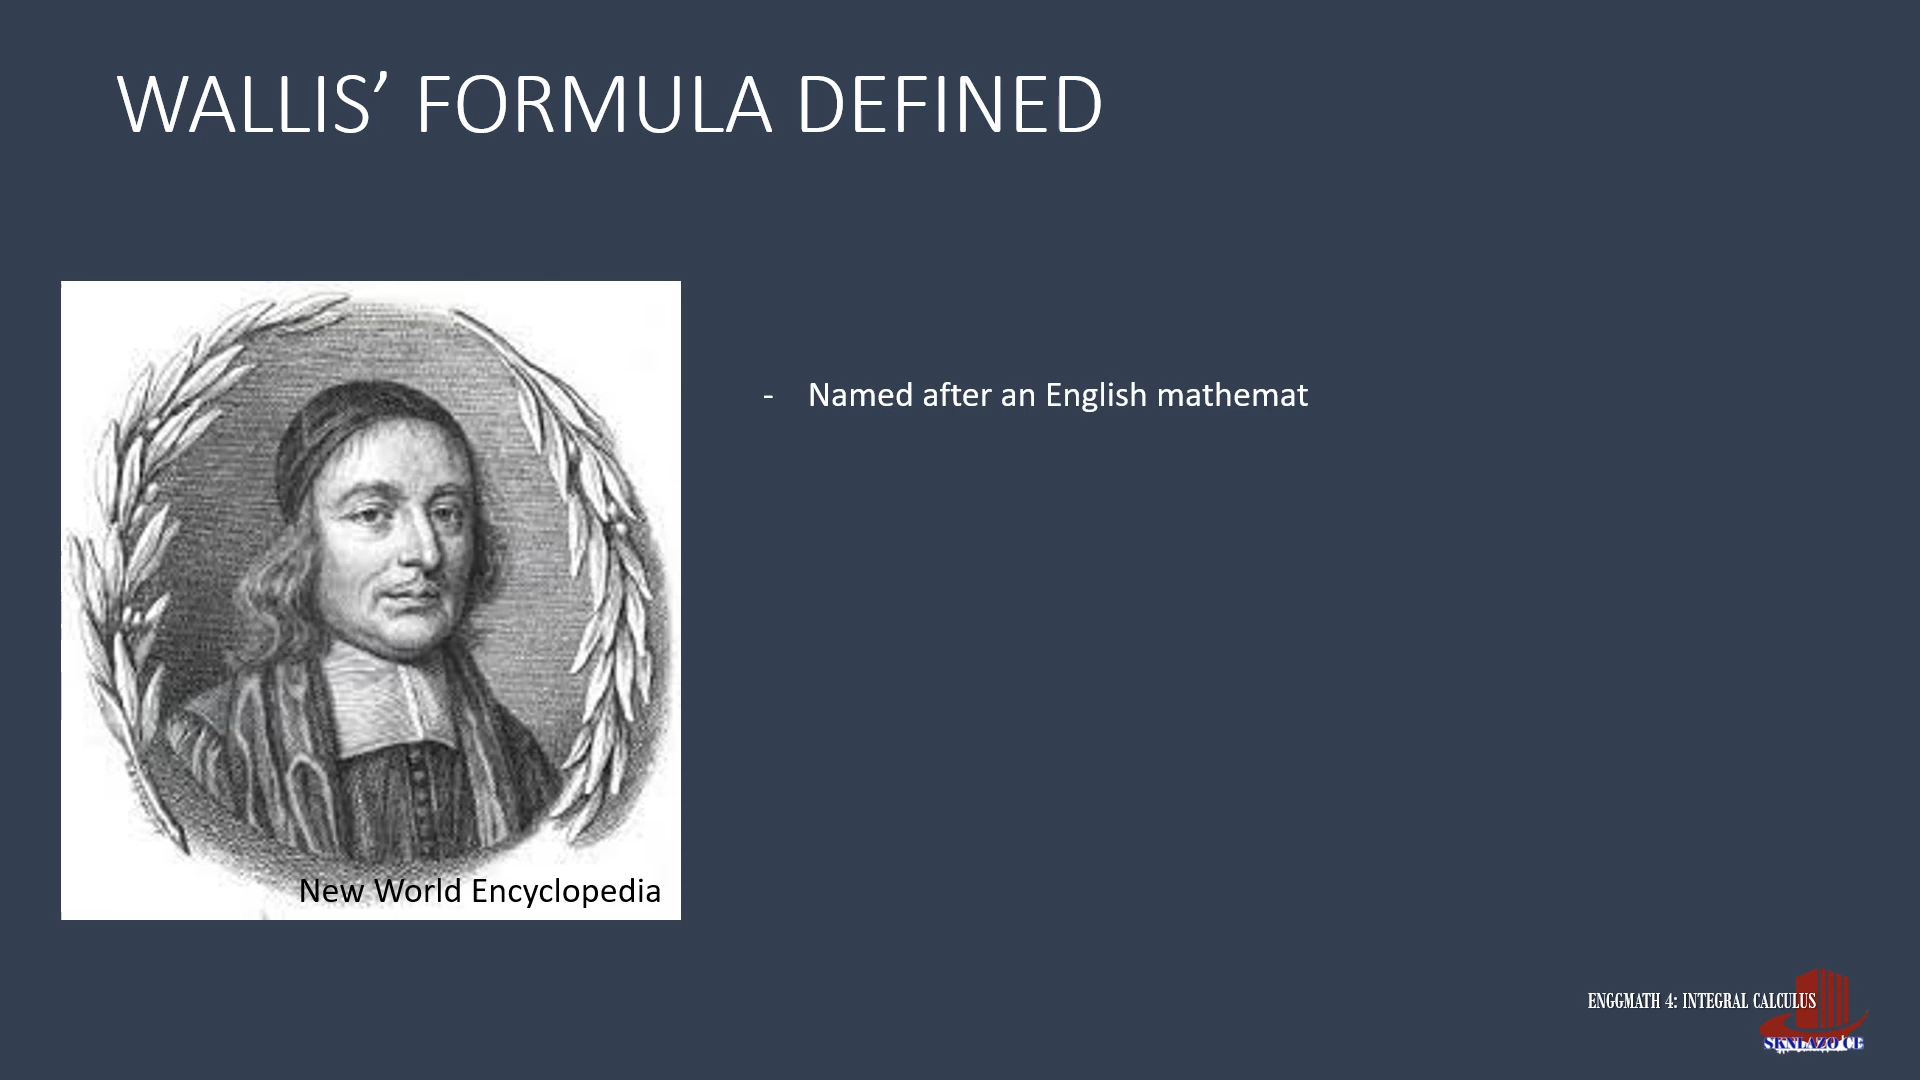 WALLIS’ FORMULA DEFINED
- Named after an English mathemat
New World Encyclopedia
ENGGMATH 4: INTEGRAL CALCULUS